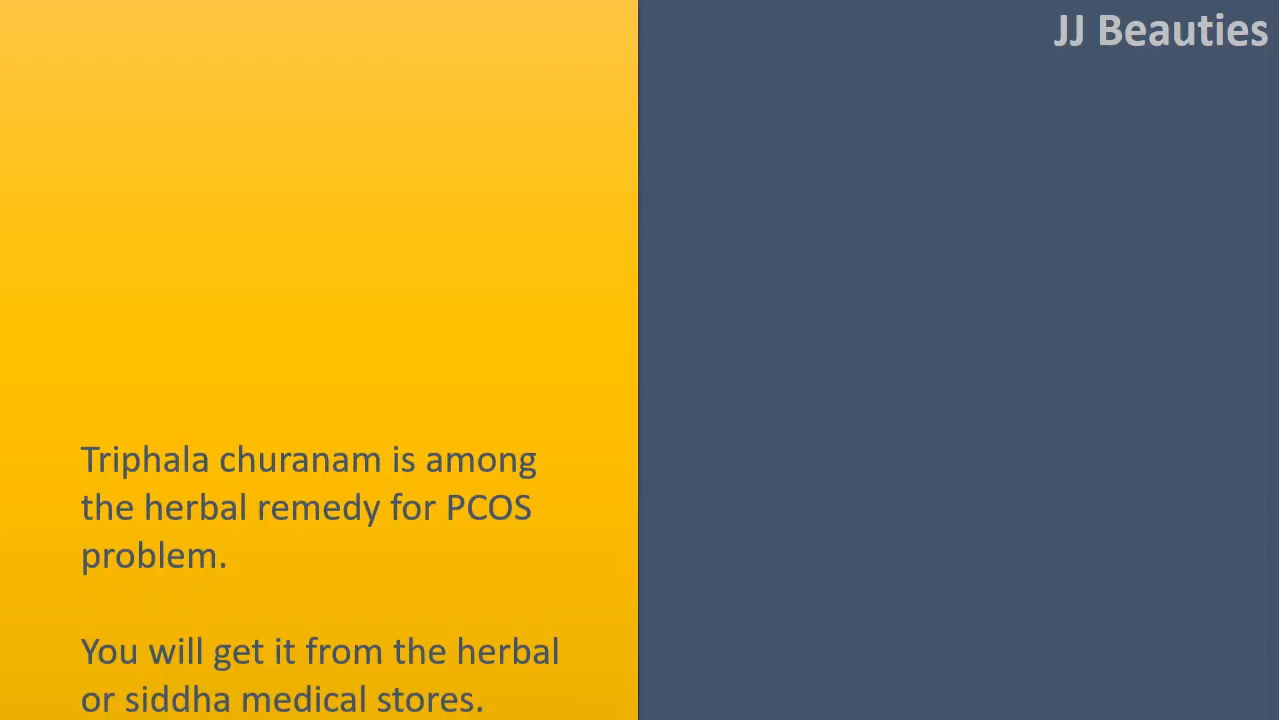 JJ Beauties
Triphala churanam is among
the herbal remedy for PCOS
problem.
You will get it from the herbal
or siddha medical stores.